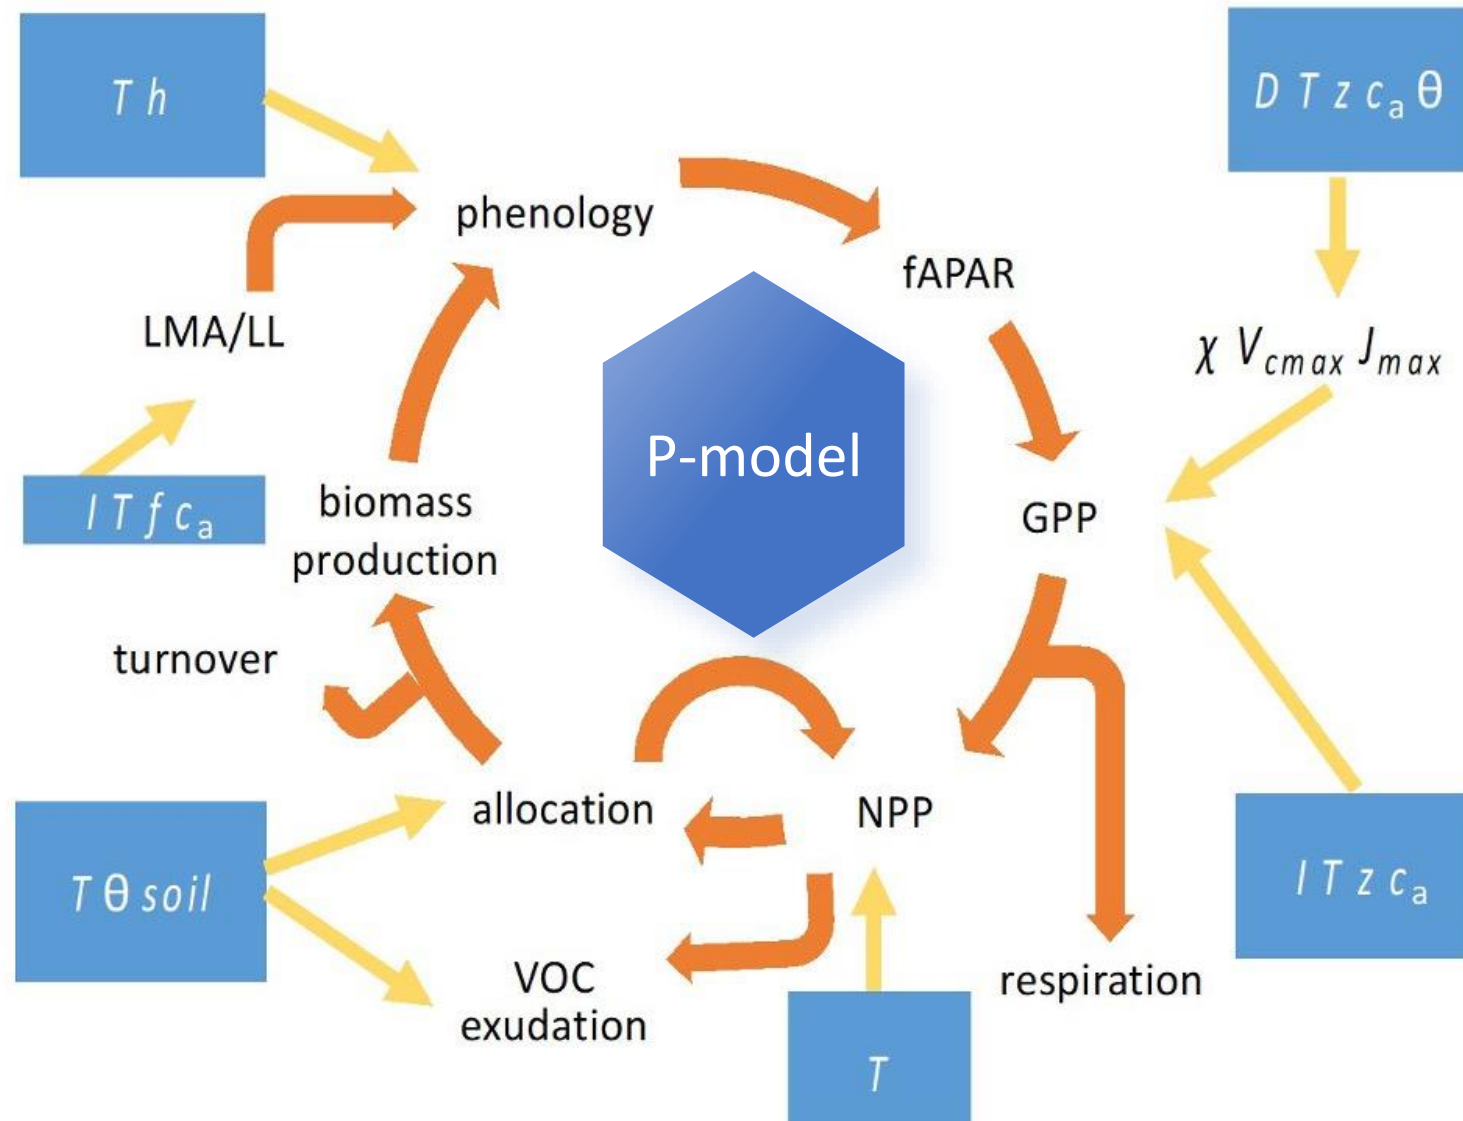 T h
D T z cₐ θ
phenology
fAPAR
LMA/LL
χ Vcmax Jmax
P-model
I T f cₐ
biomass
production
GPP
turnover
allocation
NPP
T θ soil
I T z cₐ
VOC
exudation
respiration
T